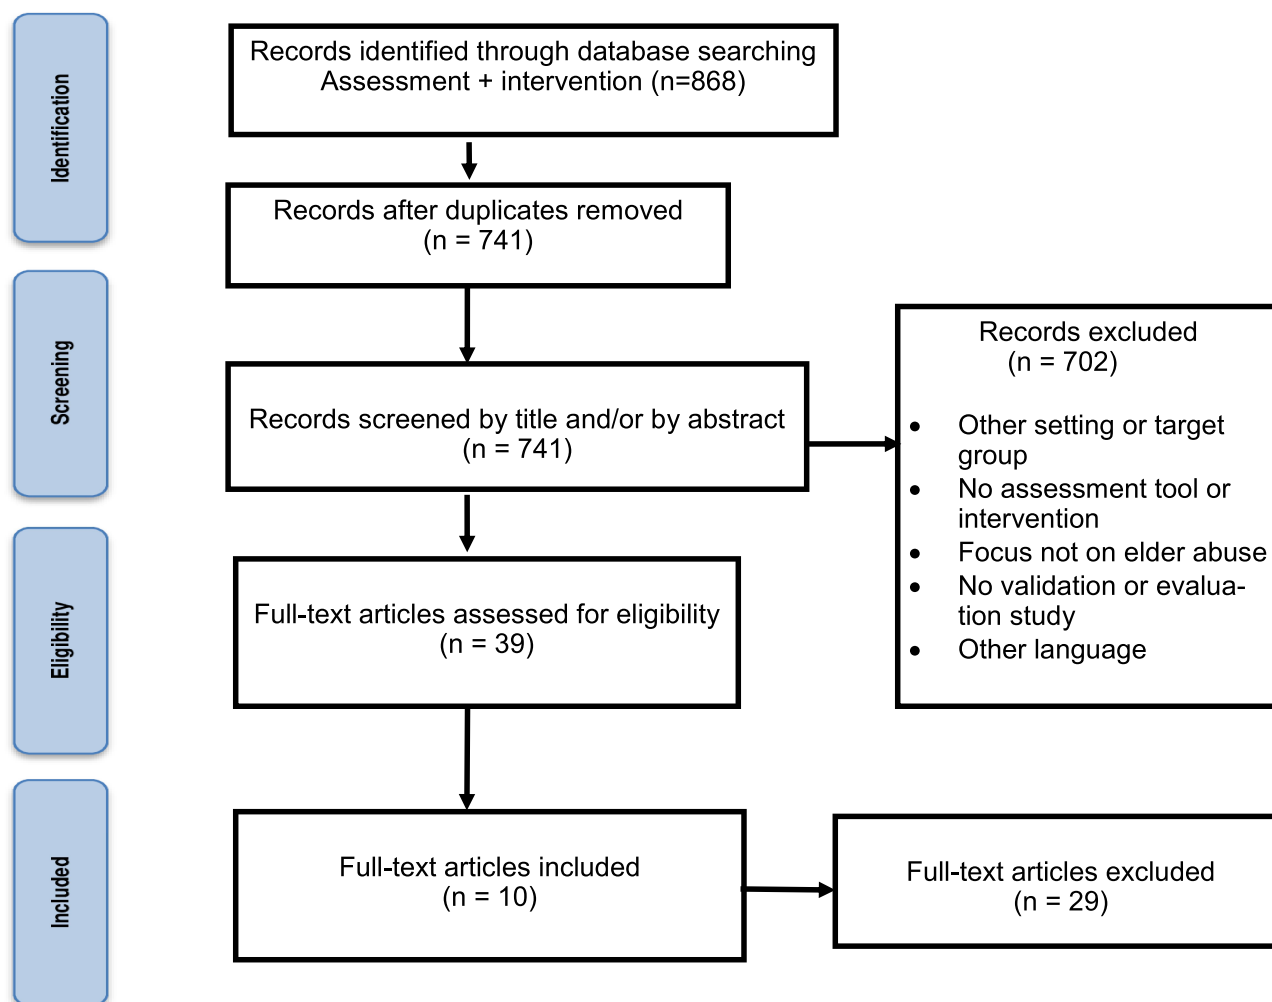 Identification
Records identified through database searching
Assessment + intervention (n=868)
Records after duplicates removed
(n = 741)
Screening
Records screened by title and/or by abstract
(n = 741)
Records excluded
(n = 702)
• Other setting or target
group
• No assessment tool or
intervention
• Focus not on elder abuse
• No validation or evalua-
tion study
• Other language
Eligibility
Full-text articles assessed for eligibility
(n = 39)
Included
Full-text articles included
(n = 10)
Full-text articles excluded
(n = 29)